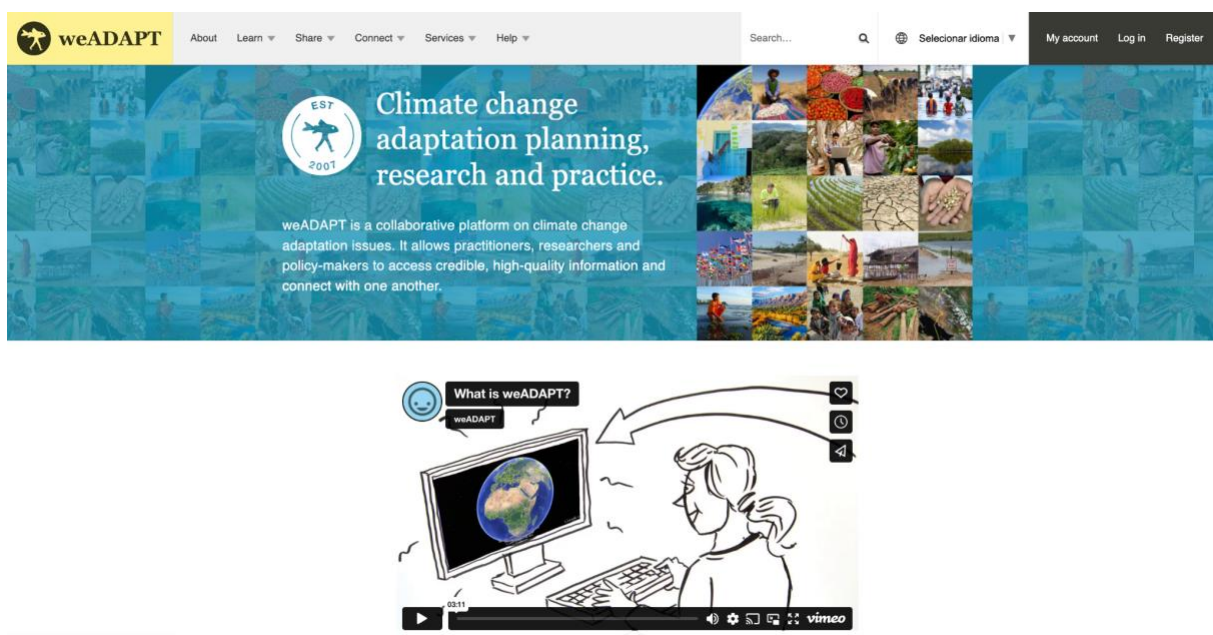 weADAPT
About Learn Share Connect Services Help
Search...
Selecionar idioma
My account Log in Register
EST
2007
Climate change
adaptation planning,
research and practice.
weADAPT is a collaborative platform on climate change
adaptation issues. It allows practitioners, researchers and
policy-makers to access credible, high-quality information and
connect with one another.
What is weADAPT?
weADAPT
03:11
vimeo